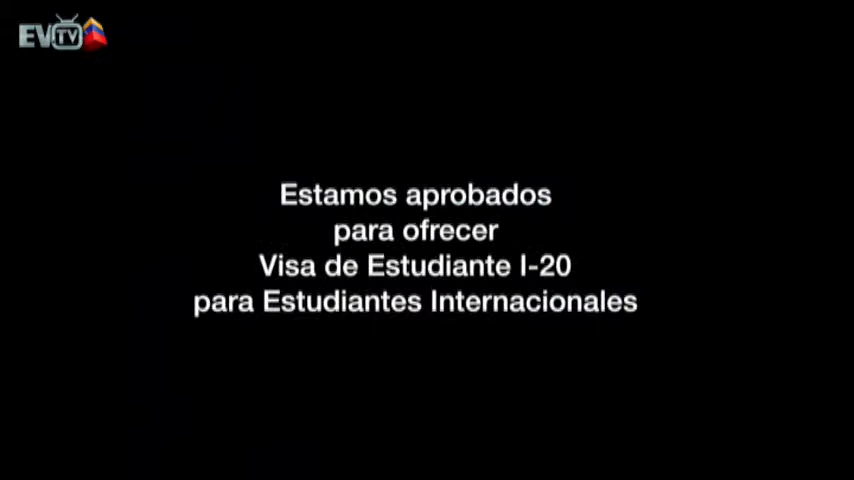 EVTV
Estamos aprobados
para ofrecer
Visa de Estudiante I-20
para Estudiantes Internacionales